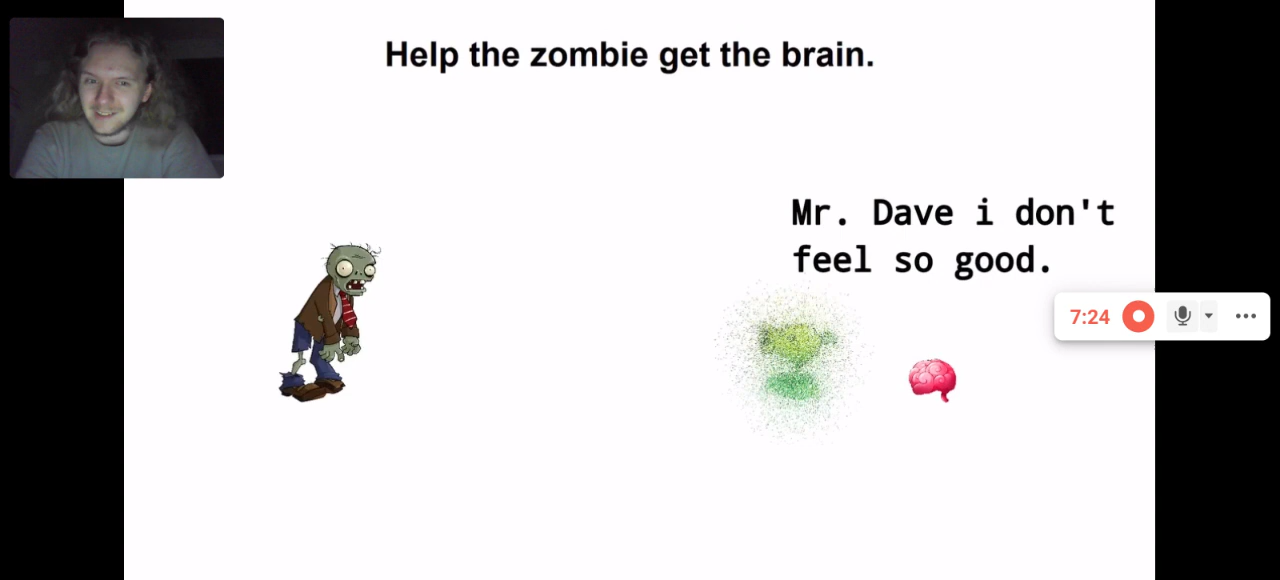 Help the zombie get the brain.
Mr. Dave i don't
feel so good.
7:24